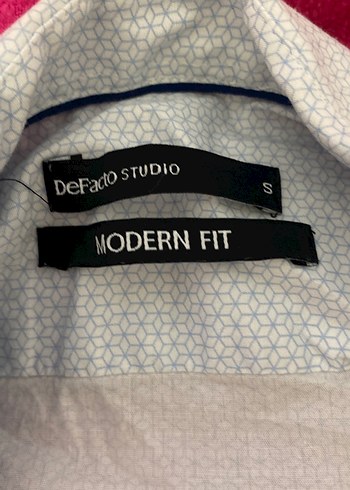 DeFacto STUDIO S
MODERN FIT